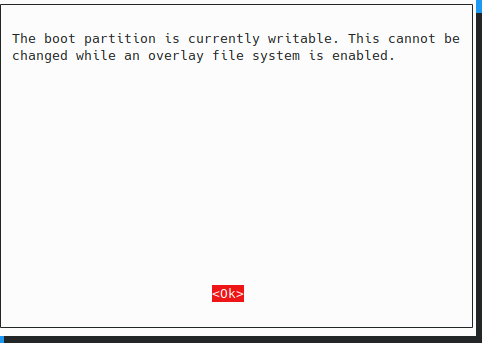 The boot partition is currently writable. This cannot be
changed while an overlay file system is enabled.
<Ok>